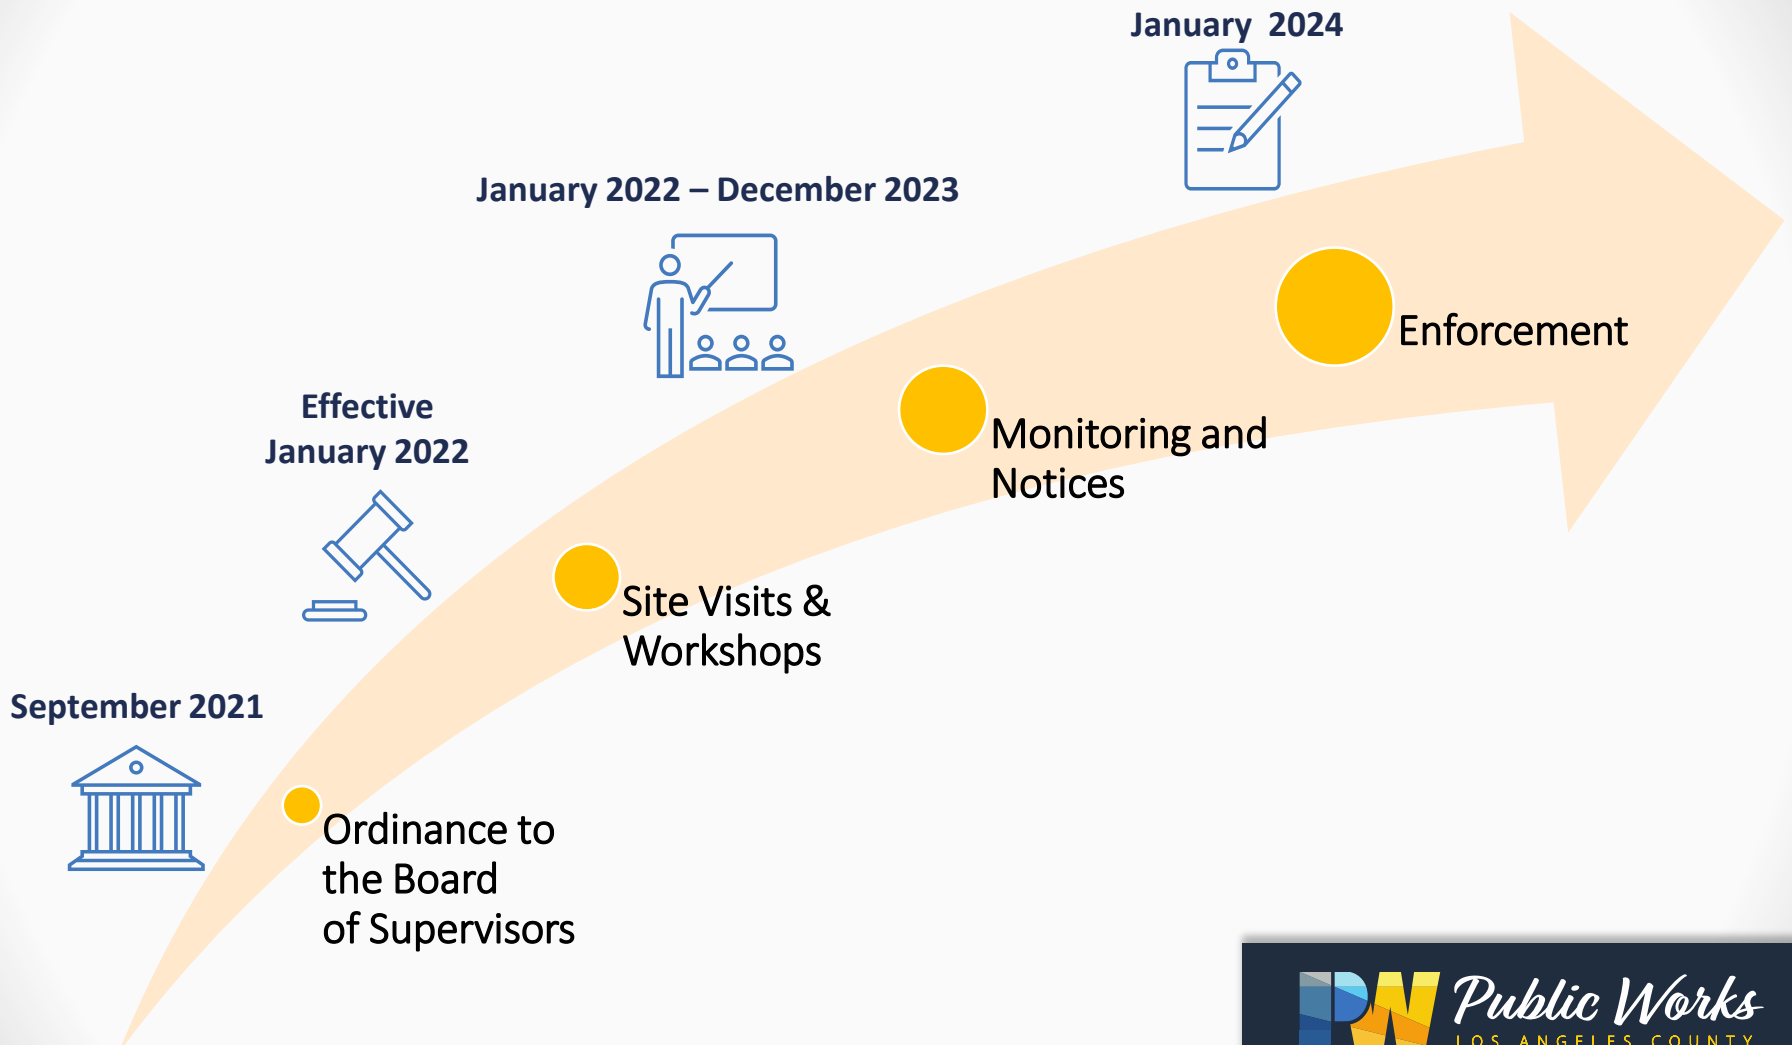 January 2024
January 2022 – December 2023
Enforcement
Effective
January 2022
Monitoring and
Notices
Site Visits &
Workshops
September 2021
Ordinance to
the Board
of Supervisors
PW
Public Works
LOS ANGELES COUNTY